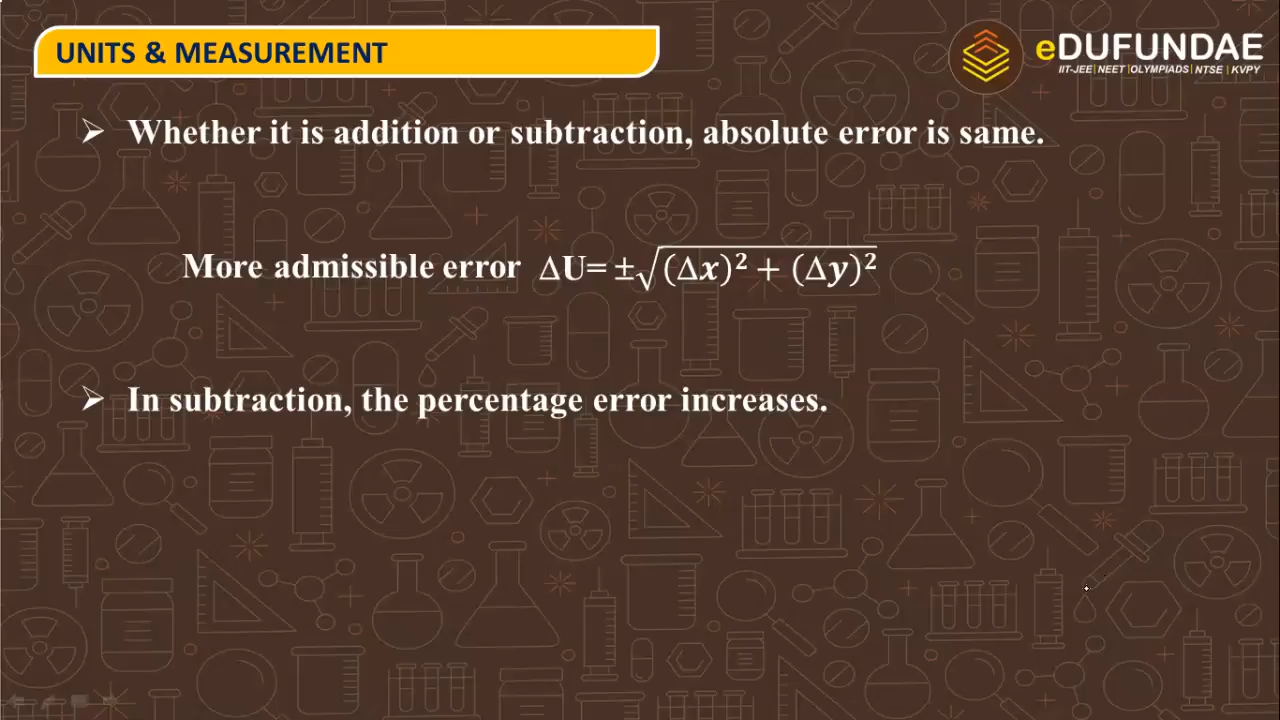 UNITS & MEASUREMENT
eDUFUNDAE
IIT-JEE|NEET|OLYMPIADS|NTSE|KVPY
➢ Whether it is addition or subtraction, absolute error is same.
More admissible error ΔU= ±√(Δx)² + (Δy)²
➢ In subtraction, the percentage error increases.